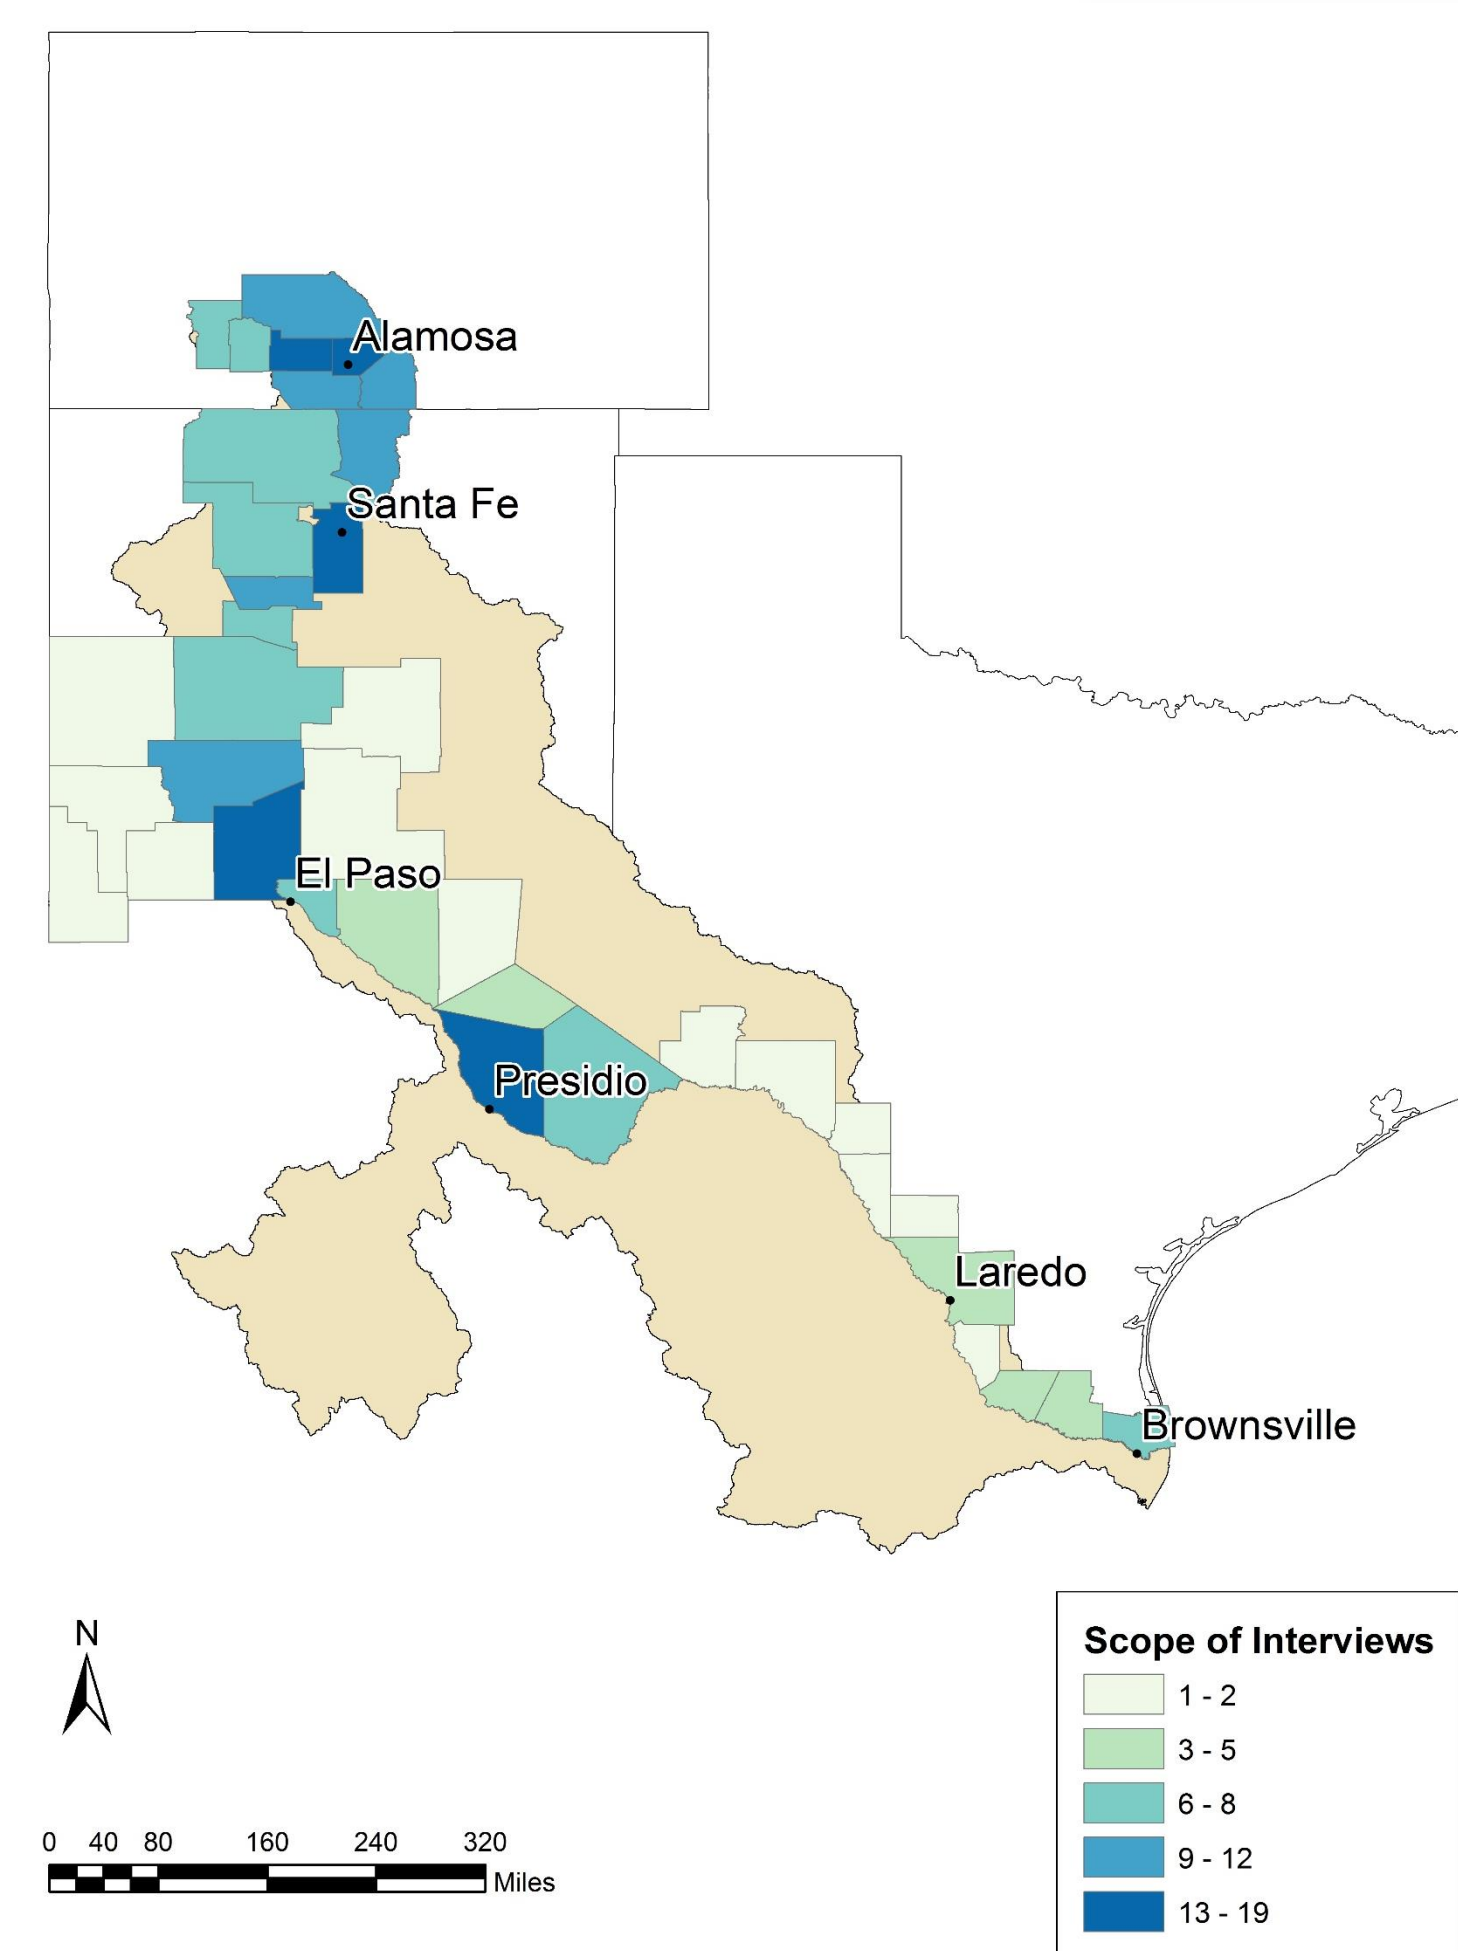 Alamosa
Santa Fe
El Paso
Presidio
Laredo
Brownsville
N
0 40 80 160 240 320
Miles
Scope of Interviews
1 - 2
3 - 5
6 - 8
9 - 12
13 - 19